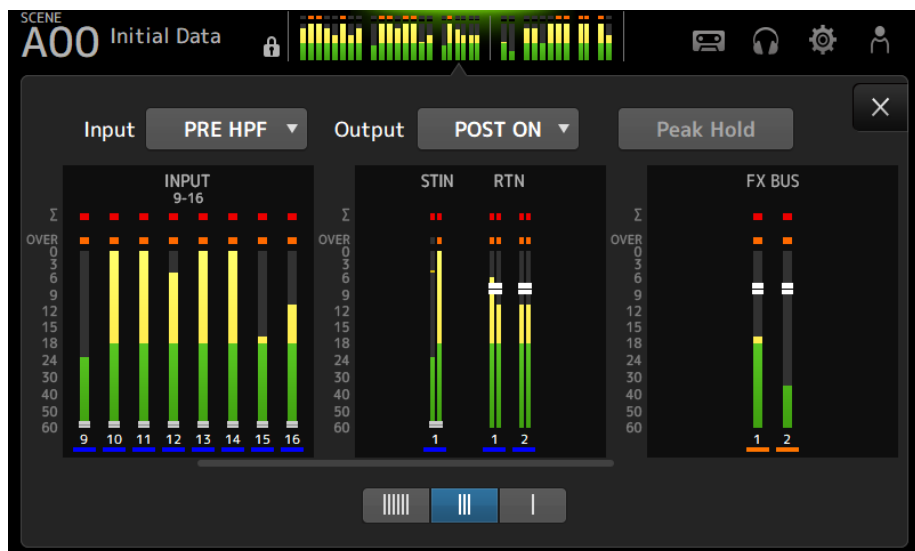 SCENE
A00 Initial Data
Input PRE HPF ▼ Output POST ON ▼ Peak Hold
INPUT
9-16
STIN RTN
FX BUS
Σ Σ Σ
OVER OVER OVER
0 0 0
3 3 3
6 6 6
9 9 9
12 12 12
15 15 15
18 18 18
24 24 24
30 30 30
40 40 40
50 50 50
60 60 60
9 10 11 12 13 14 15 16 1 1 2 1 2